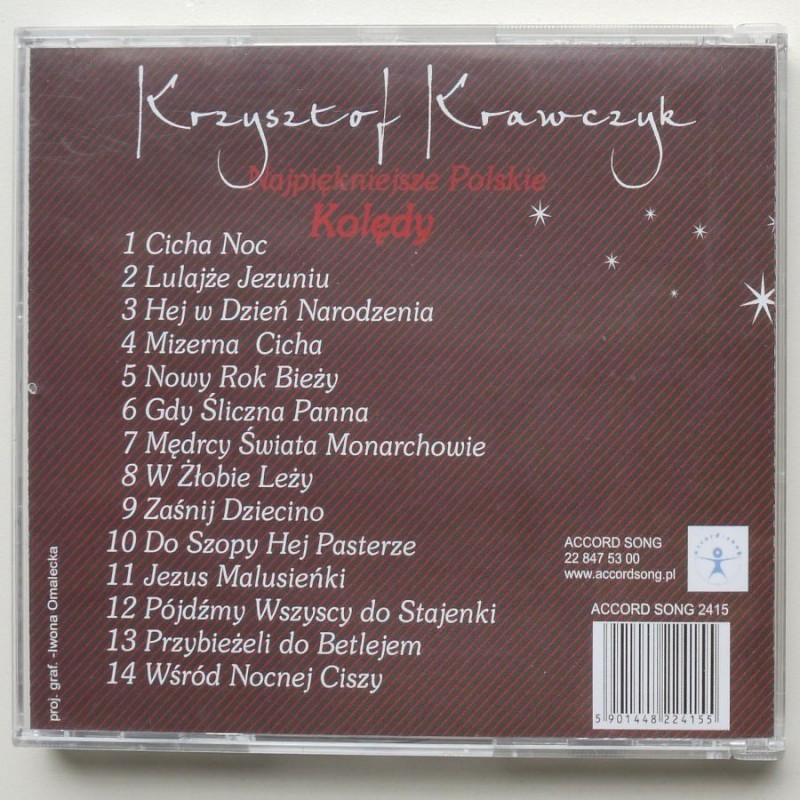 Krzysztof Krawczyk
Najpiękniejsze Polskie
Kolędy
1 Cicha Noc
2 Lulajże Jezuniu
3 Hej w Dzień Narodzenia
4 Mizerna Cicha
5 Nowy Rok Bieży
6 Gdy Śliczna Panna
7 Mędrcy Świata Monarchowie
8 W Żłobie Leży
9 Zaśnij Dziecino
10 Do Szopy Hej Pasterze
11 Jezus Malusieńki
12 Pójdźmy Wszyscy do Stajenki
13 Przybieżeli do Betlejem
14 Wśród Nocnej Ciszy
proj. graf. -Iwona Omalecka
ACCORD SONG
22 847 53 00
www.accordsong.pl
ACCORD SONG 2415
5 901448 224155